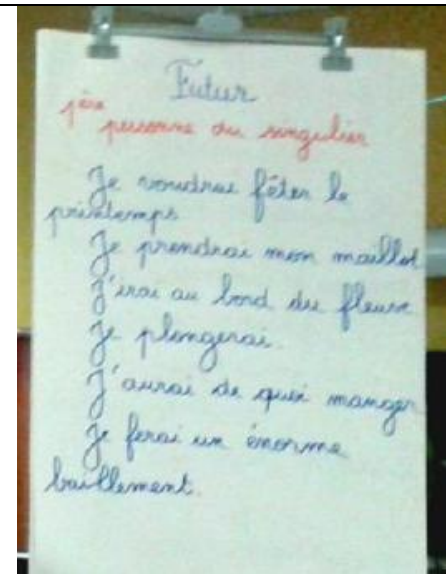 Futur
1ère
personne du singulier
Je voudrai fêter le
printemps
Je prendrai mon maillot
J'irai au bord du fleuve
Je plongerai.
J'aurai de quoi manger
Je ferai un énorme
baillement.